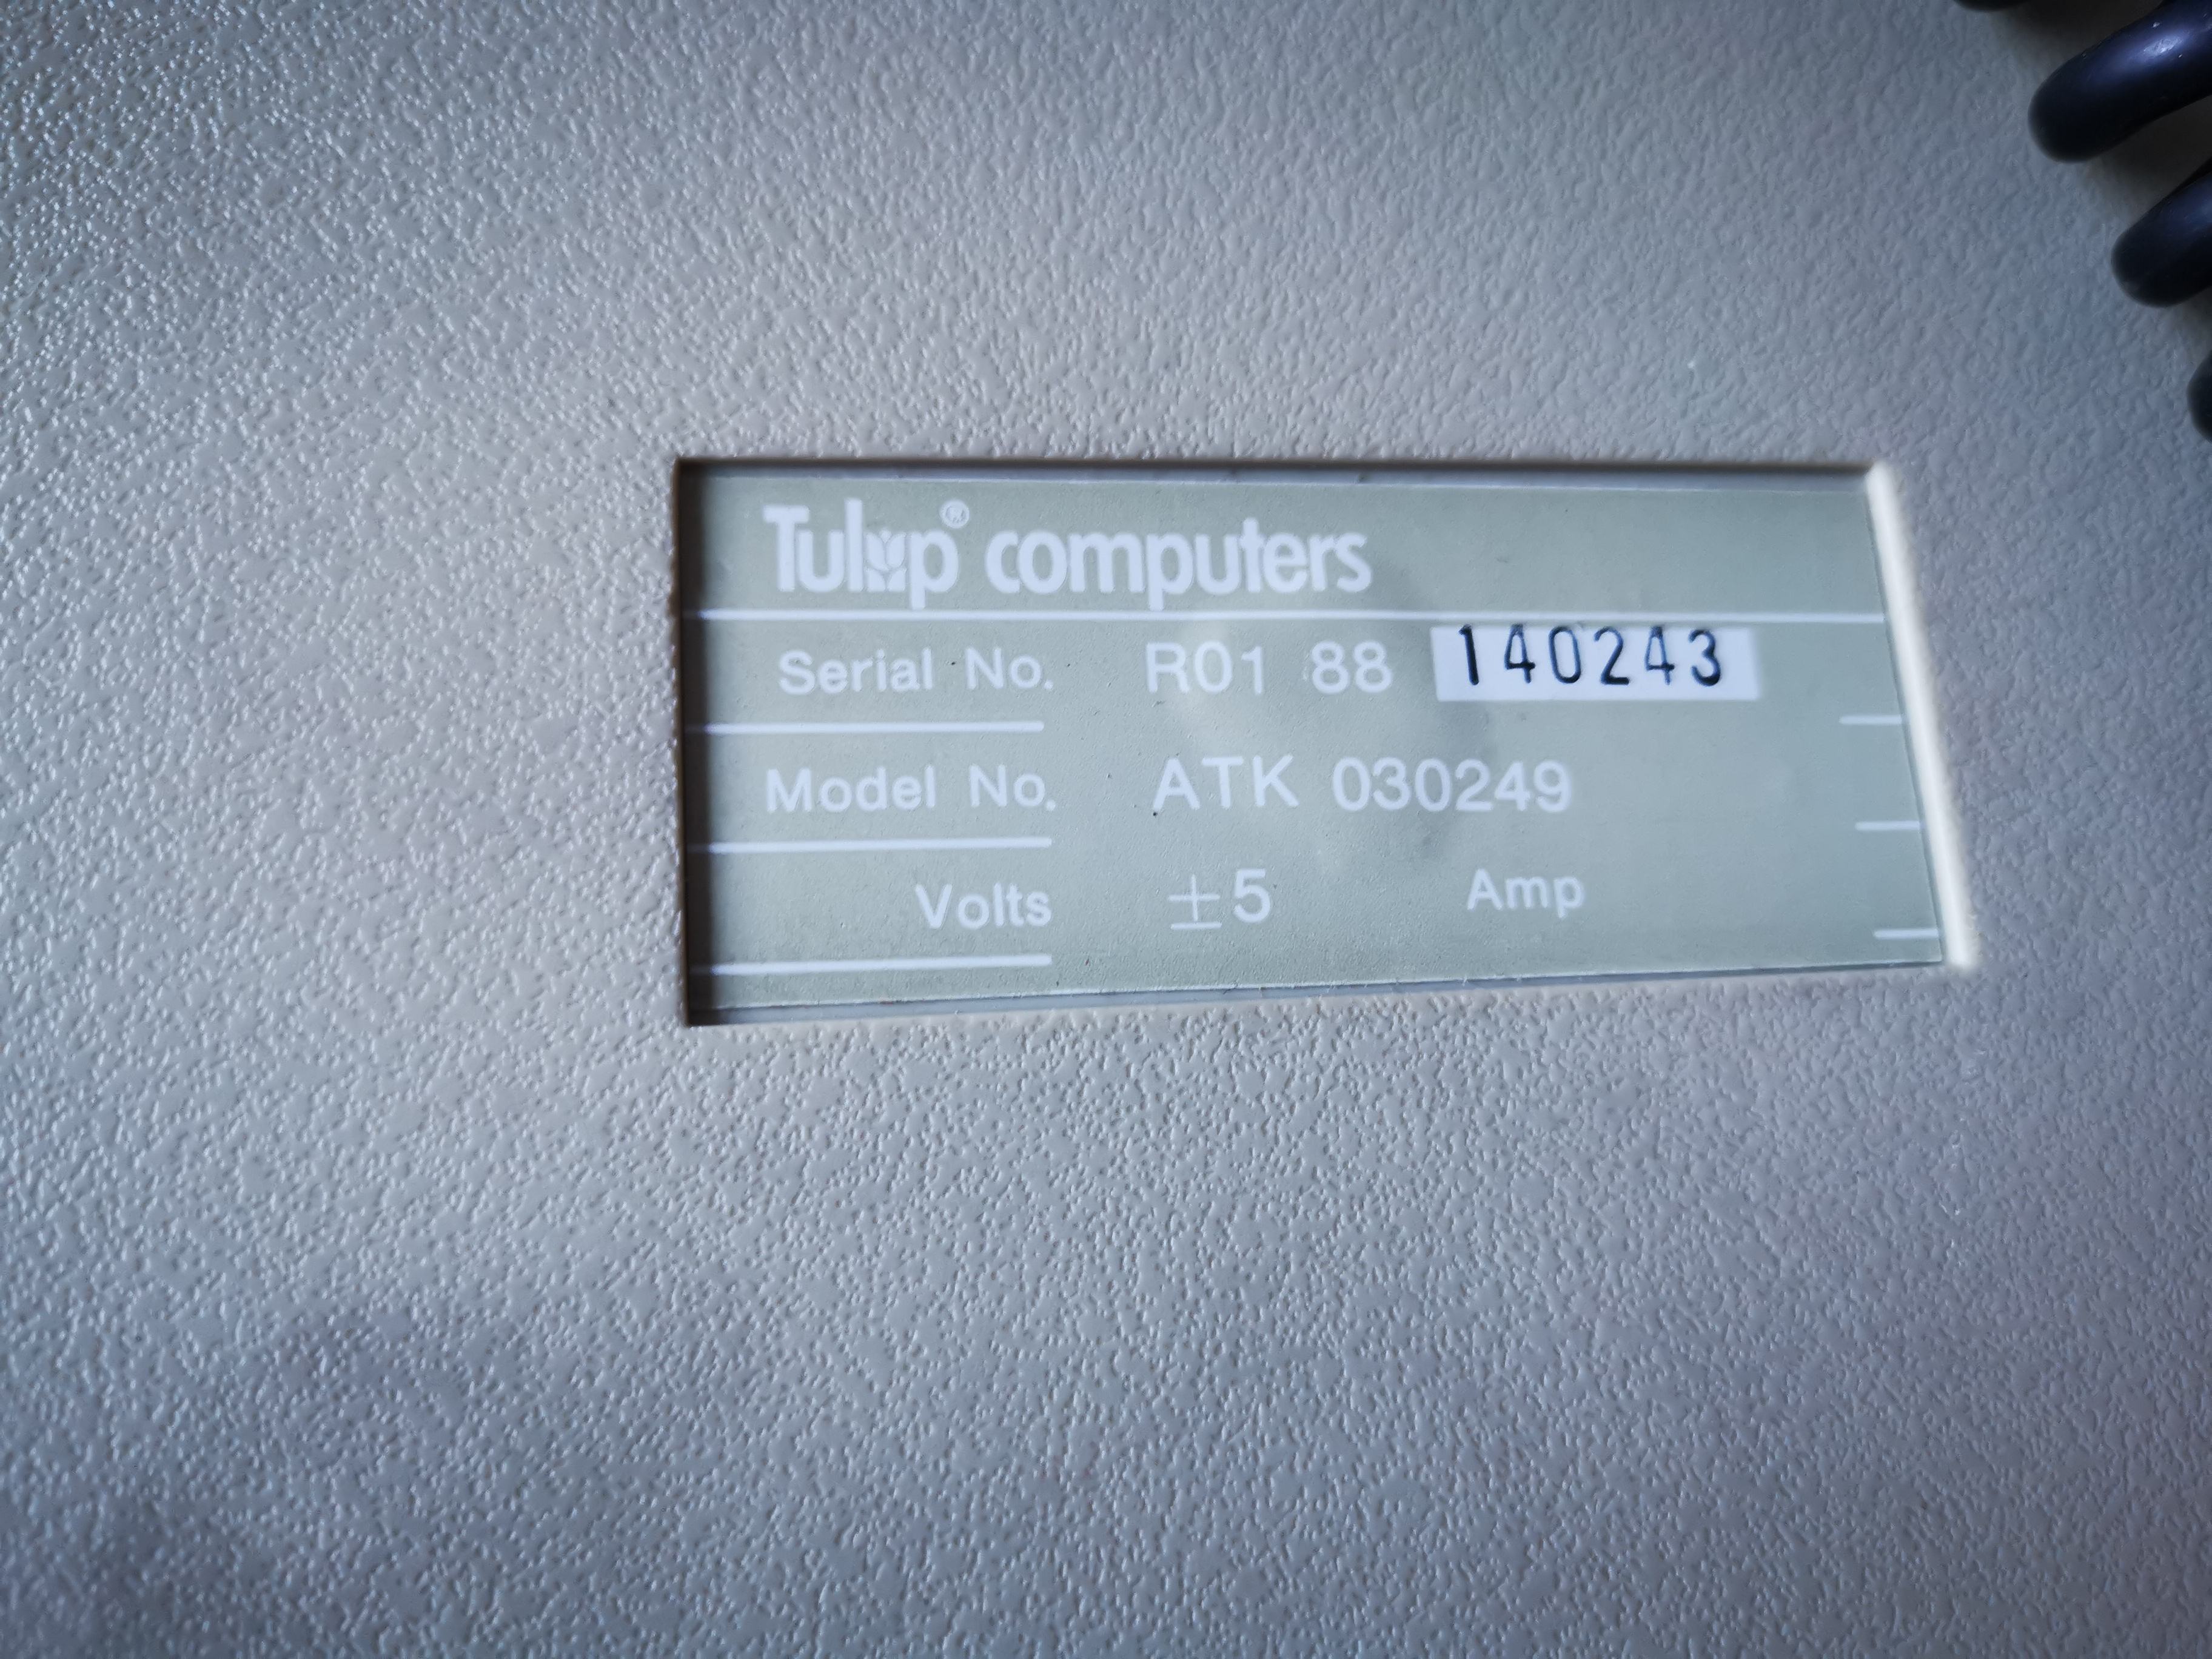 Tulip® computers
Serial No. R01 88 140243
Model No. ATK 030249
Volts ±5 Amp